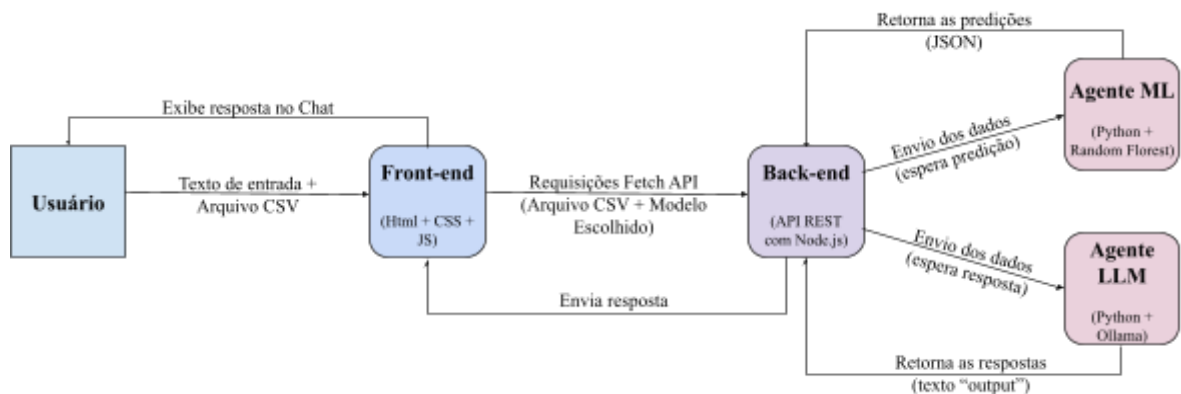 Retorna as predições
(JSON)
Agente ML
(Python +
Random Florest)
Exibe resposta no Chat
Envio dos dados
(espera predição)
Usuário
Texto de entrada +
Arquivo CSV
Front-end
(Html + CSS +
JS)
Requisições Fetch API
(Arquivo CSV + Modelo
Escolhido)
Back-end
(API REST
com Node.js)
Envio dos dados
(espera resposta)
Agente
LLM
(Python +
Ollama)
Envia resposta
Retorna as respostas
(texto “output”)